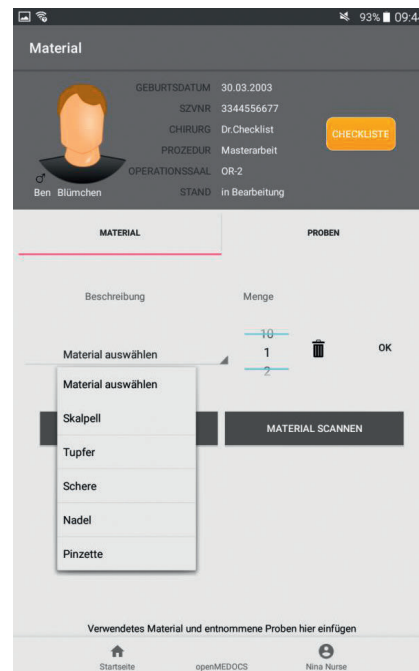 93% 09:4
Material
GEBURTSDATUM 30.03.2003
SZVNR 3344556677
CHIRURG Dr.Checklist
PROZEDUR Masterarbeit
OPERATIONSSAAL OR-2
STAND in Bearbeitung
CHECKLISTE
Ben Blümchen
MATERIAL PROBEN
Beschreibung Menge
10
Material auswählen 1 OK
2
Material auswählen
Skalpell
MATERIAL SCANNEN
Tupfer
Schere
Nadel
Pinzette
Verwendetes Material und entnommene Proben hier einfügen
Startseite openMEDOCS Nina Nurse